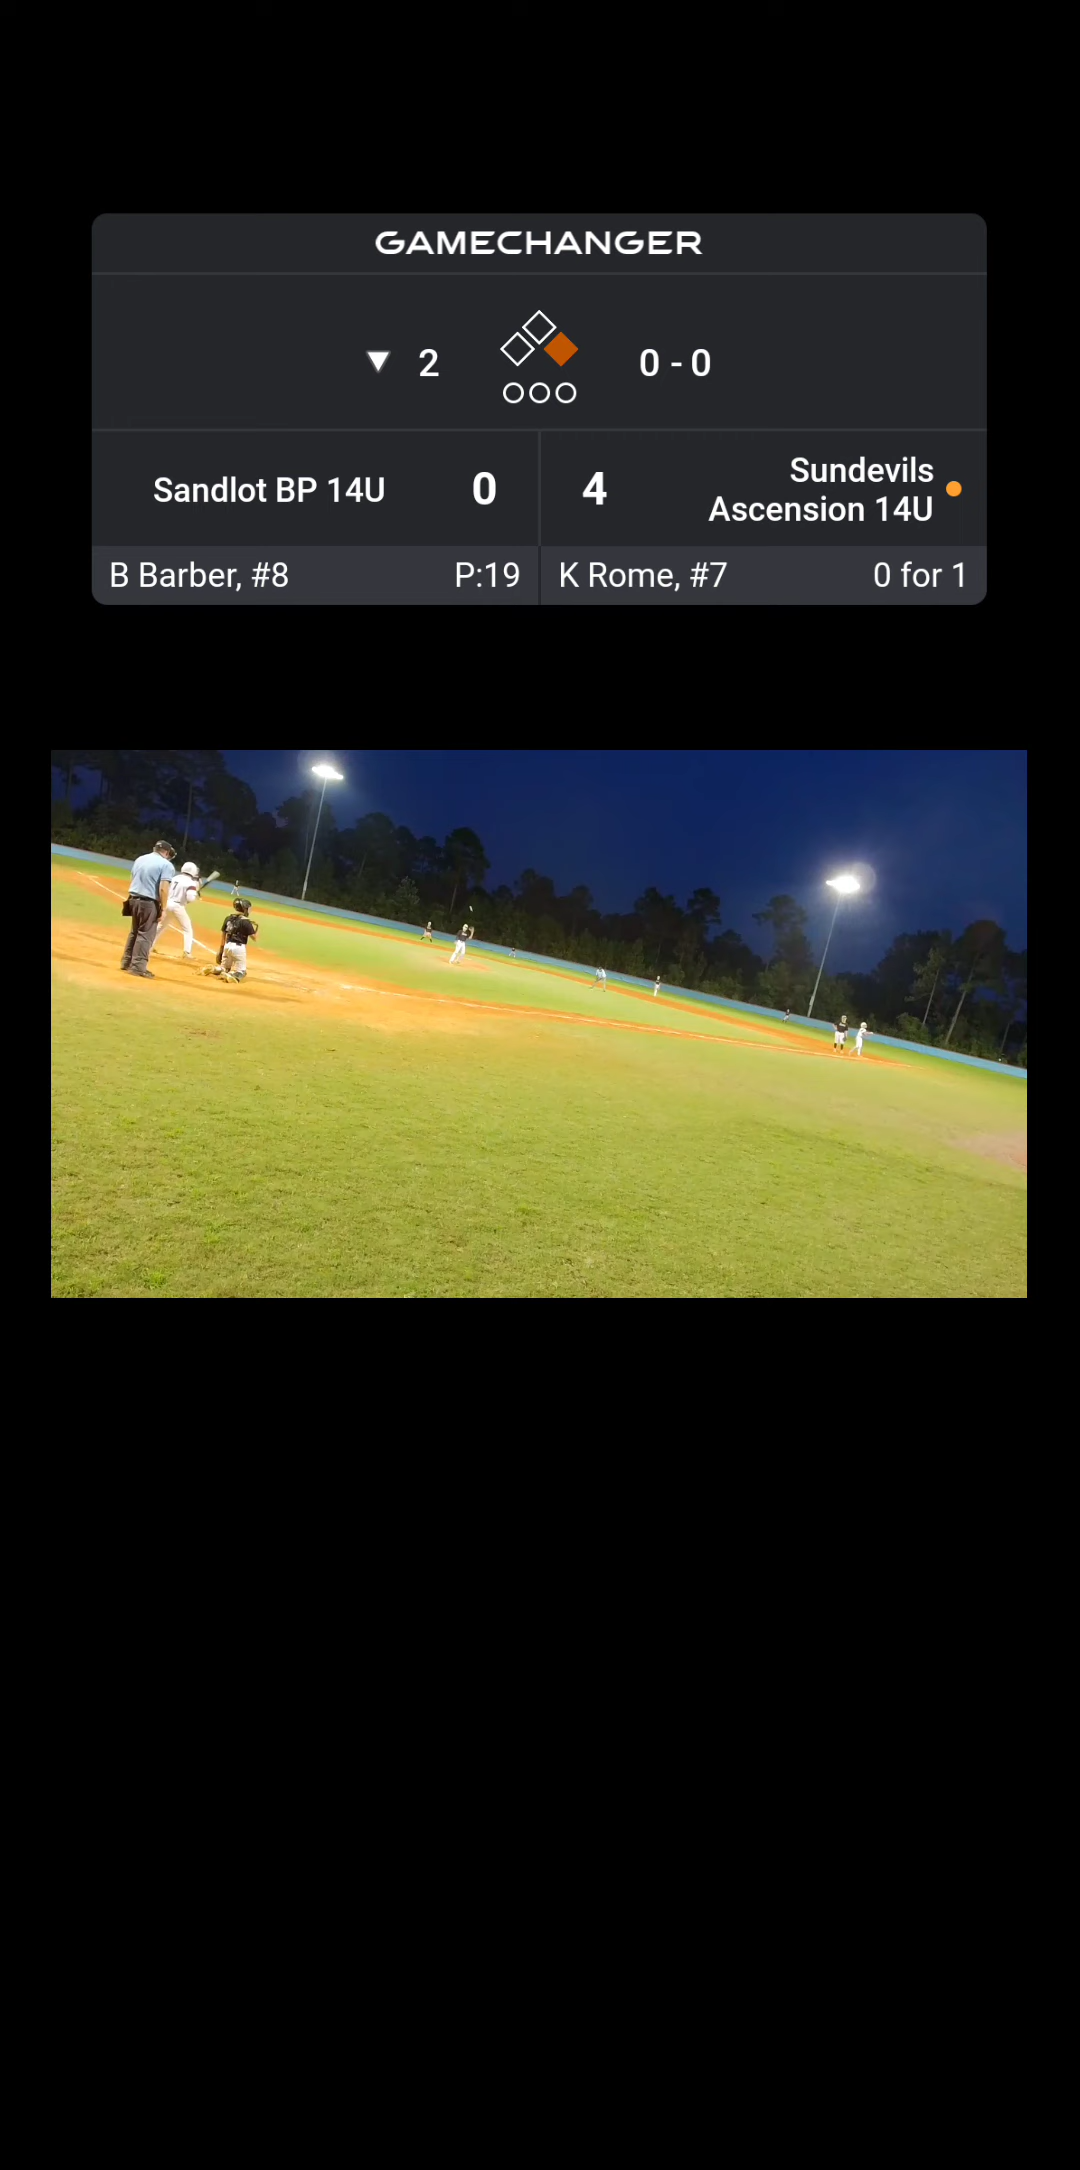 GAMECHANGER
2
0 - 0
Sandlot BP 14U 0
4 Sundevils
Ascension 14U
B Barber, #8 P:19
K Rome, #7 0 for 1
7